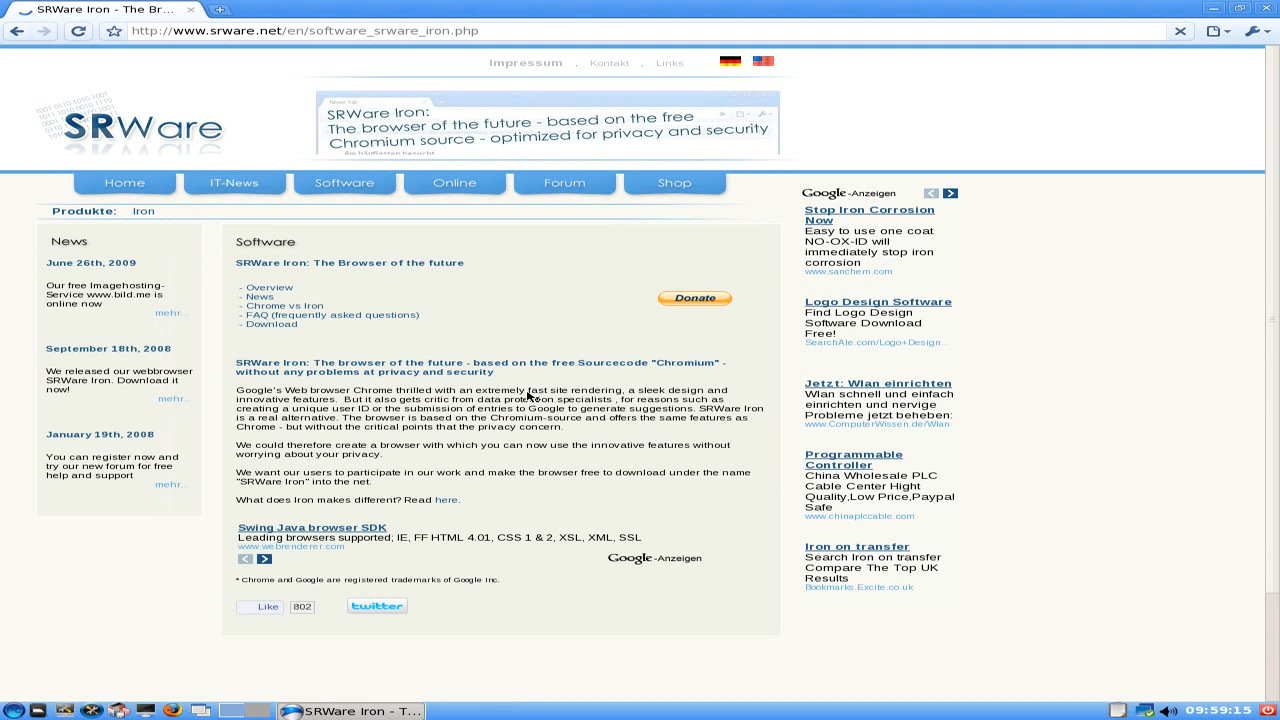 SRWare Iron - The Br...
http://www.srware.net/en/software_srware_iron.php
Impressum . Kontakt . Links
SRWare
SRWare Iron:
The browser of the future - based on the free
Chromium source - optimized for privacy and security
Home
IT-News
Software
Online
Forum
Shop
Produkte: Iron
News
June 26th, 2009
Our free Imagehosting-
Service www.bild.me is
online now
mehr...
September 18th, 2008
We released our webbrowser
SRWare Iron. Download it
now!
mehr..
January 19th, 2008
You can register now and
try our new forum for free
help and support
mehr...
Software
SRWare Iron: The Browser of the future
- Overview
- News
- Chrome vs Iron
- FAQ (frequently asked questions)
- Download
Donate
SRWare Iron: The browser of the future - based on the free Sourcecode "Chromium" -
without any problems at privacy and security
Google's Web browser Chrome thrilled with an extremely fast site rendering, a sleek design and
innovative features. But it also gets critic from data protection specialists , for reasons such as
creating a unique user ID or the submission of entries to Google to generate suggestions. SRWare Iron
is a real alternative. The browser is based on the Chromium-source and offers the same features as
Chrome - but without the critical points that the privacy concern.
We could therefore create a browser with which you can now use the innovative features without
worrying about your privacy.
We want our users to participate in our work and make the browser free to download under the name
"SRWare Iron" into the net.
What does Iron makes different? Read here.
Swing Java browser SDK
Leading browsers supported; IE, FF HTML 4.01, CSS 1 & 2, XSL, XML, SSL
www.webrenderer.com
Google-Anzeigen
* Chrome and Google are registered trademarks of Google Inc.
Like 802
twitter
Google-Anzeigen
Stop Iron Corrosion
Now
Easy to use one coat
NO-OX-ID will
immediately stop iron
corrosion
www.sanchem.com
Logo Design Software
Find Logo Design
Software Download
Free!
SearchAle.com/Logo+Design...
Jetzt: Wlan einrichten
Wlan schnell und einfach
einrichten und nervige
Probleme jetzt beheben:
www.ComputerWissen.de/Wlan
Programmable
Controller
China Wholesale PLC
Cable Center Hight
Quality,Low Price,Paypal
Safe
www.chinaplccable.com
Iron on transfer
Search Iron on transfer
Compare The Top UK
Results
Bookmarks.Excite.co.uk
SRWare Iron - T...
09:59:15